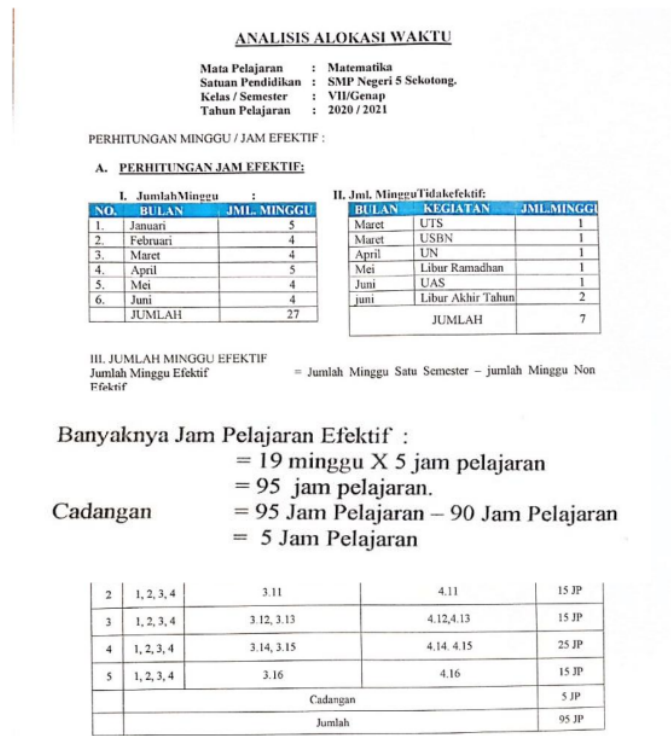 ANALISIS ALOKASI WAKTU
Mata Pelajaran : Matematika
Satuan Pendidikan : SMP Negeri 5 Sekotong.
Kelas / Semester : VII/Genap
Tahun Pelajaran : 2020 / 2021
PERHITUNGAN MINGGU / JAM EFEKTIF :
A. PERHITUNGAN JAM EFEKTIF:
I. JumlahMinggu :
NO. BULAN JML. MINGGU
1. Januari 5
2. Februari 4
3. Maret 4
4. April 5
5. Mei 4
6. Juni 4
JUMLAH 27
II. Jml. MingguTidakefektif:
BULAN KEGIATAN JML.MINGGU
Maret UTS 1
Maret USBN 1
April UN 1
Mei Libur Ramadhan 1
Juni UAS 1
juni Libur Akhir Tahun 2
JUMLAH 7
III. JUMLAH MINGGU EFEKTIF
Jumlah Minggu Efektif = Jumlah Minggu Satu Semester – jumlah Minggu Non
Efektif
Banyaknya Jam Pelajaran Efektif :
= 19 minggu X 5 jam pelajaran
= 95 jam pelajaran.
Cadangan = 95 Jam Pelajaran – 90 Jam Pelajaran
= 5 Jam Pelajaran
2 1, 2, 3, 4 3.11 4.11 15 JP
3 1, 2, 3, 4 3.12, 3.13 4.12,4.13 15 JP
4 1, 2, 3, 4 3.14, 3.15 4.14. 4.15 25 JP
5 1, 2, 3, 4 3.16 4.16 15 JP
Cadangan 5 JP
Jumlah 95 JP